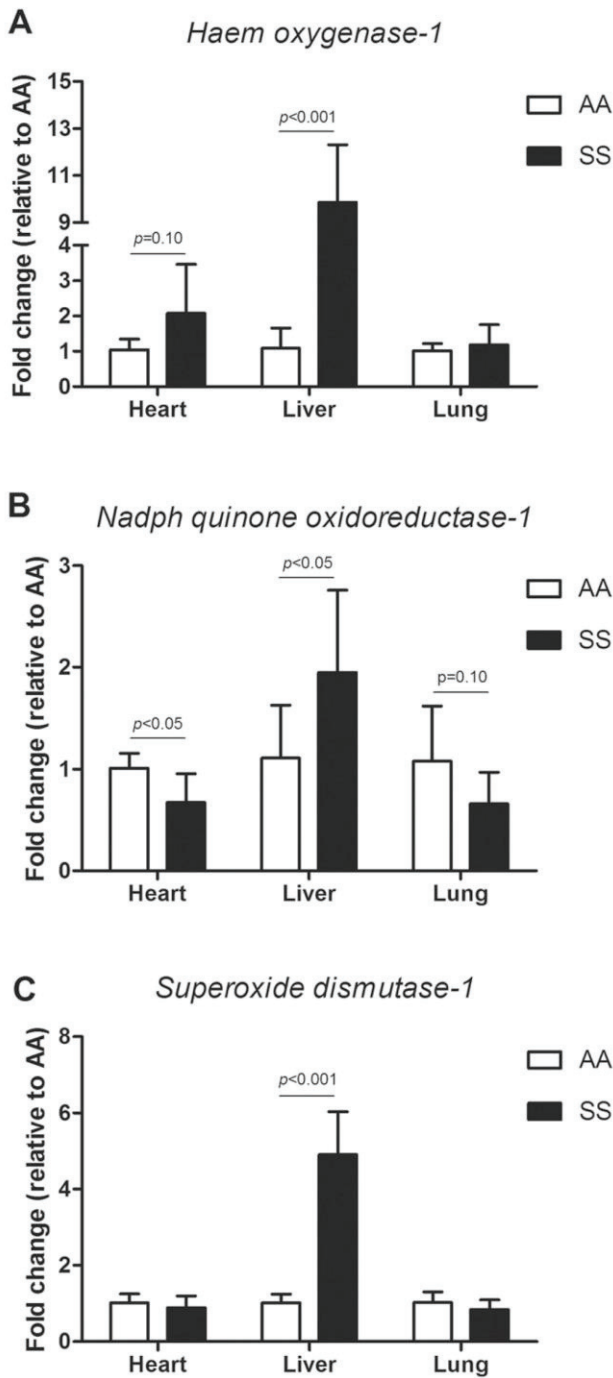 A
Haem oxygenase-1
Fold change (relative to AA)
15
12
9
4
3
2
1
0
p<0.001
p=0.10
AA
SS
Heart Liver Lung
B
Nadph quinone oxidoreductase-1
Fold change (relative to AA)
3
2
1
0
p<0.05
p<0.05
p=0.10
AA
SS
Heart Liver Lung
C
Superoxide dismutase-1
Fold change (relative to AA)
8
6
4
2
0
p<0.001
AA
SS
Heart Liver Lung